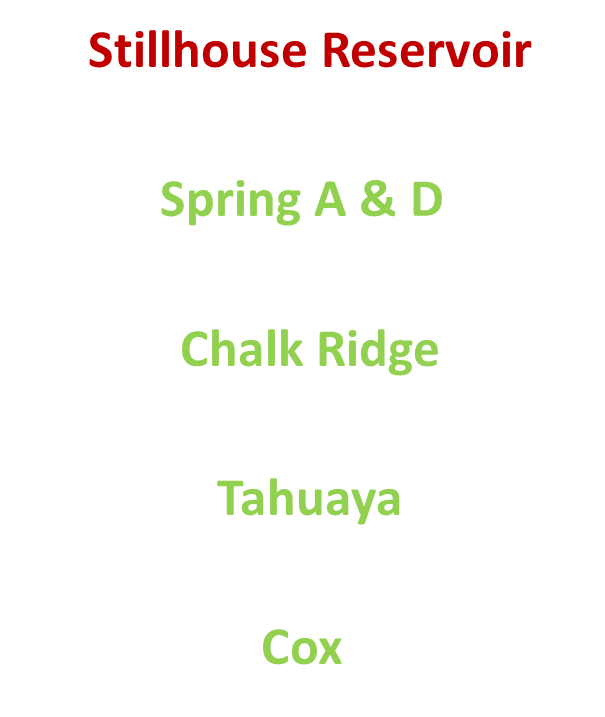 Stillhouse Reservoir
Spring A & D
Chalk Ridge
Tahuaya
Cox